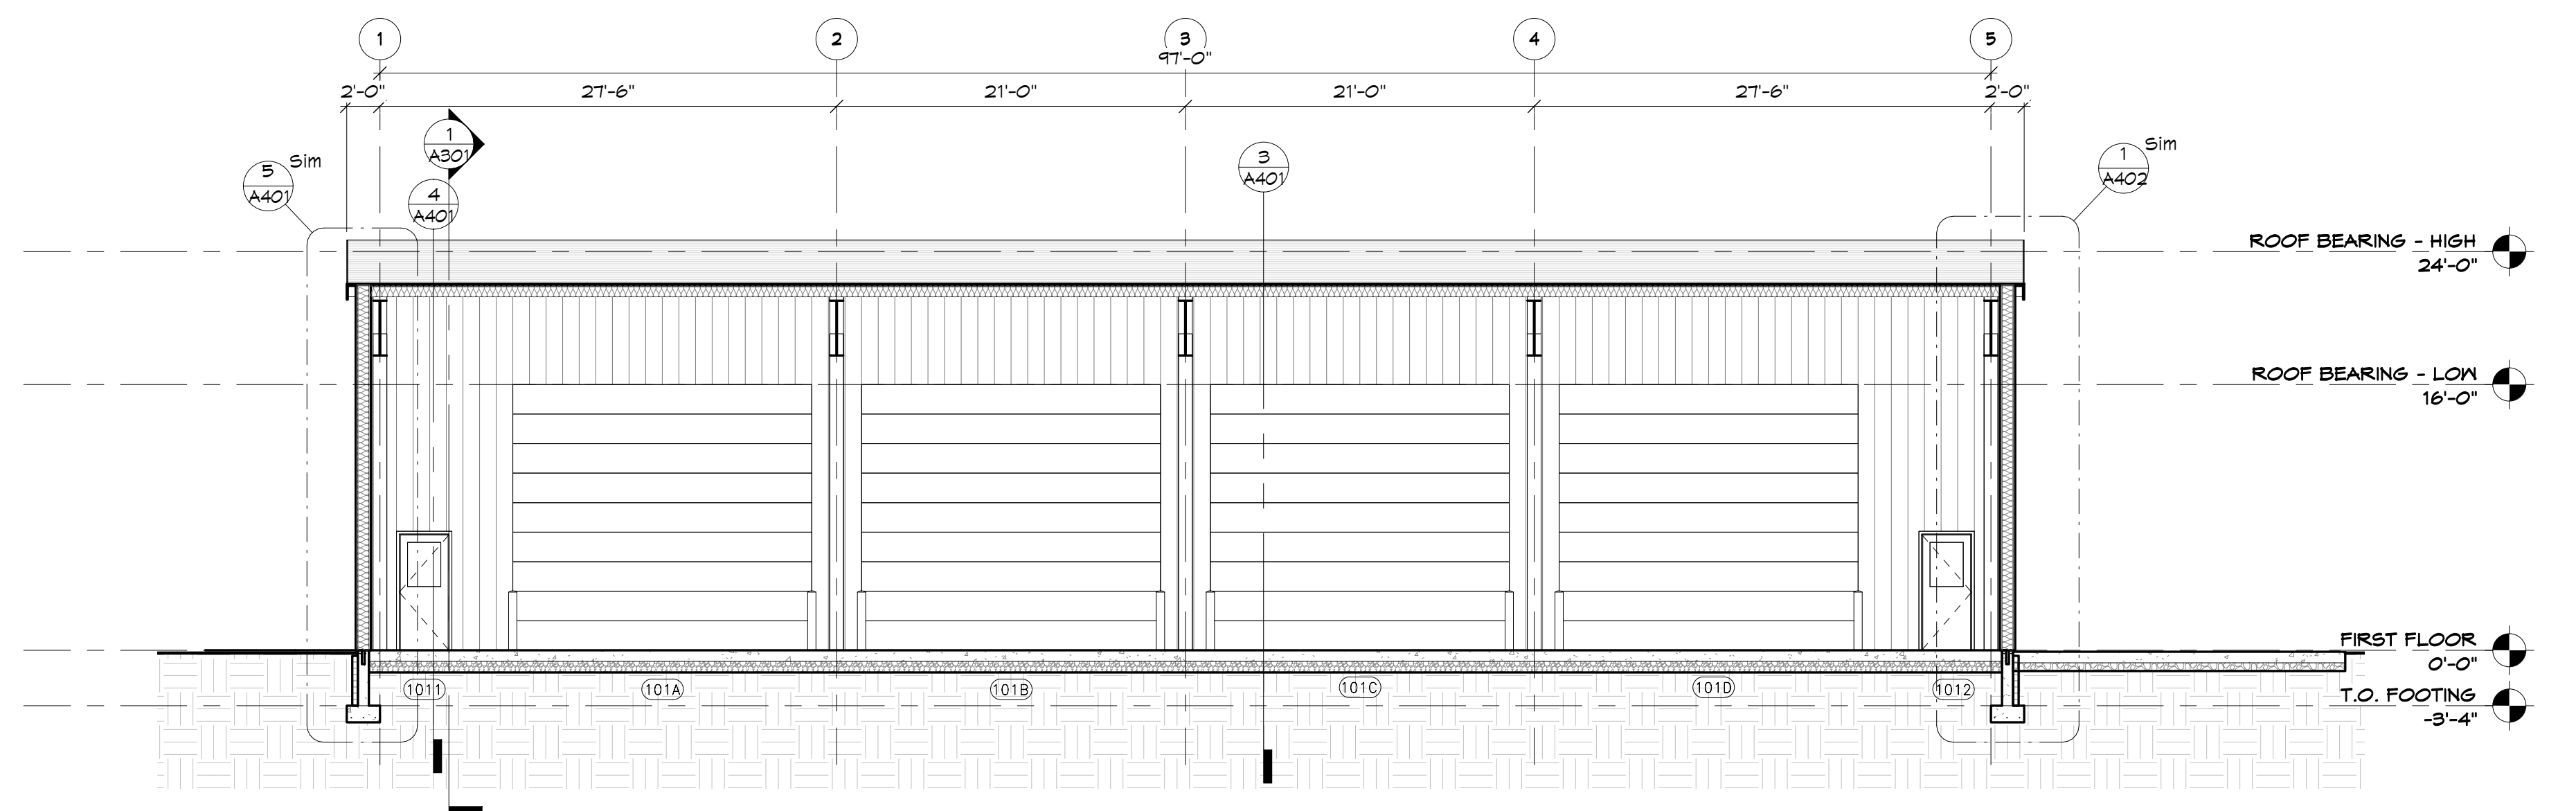 1 2 3 4 5
97'-0"
2'-0" 27'-6" 21'-0" 21'-0" 27'-6" 2'-0"
1
A301
5 Sim
A401
4
A401
3
A401
1 Sim
A402
ROOF BEARING - HIGH
24'-0"
ROOF BEARING - LOW
16'-0"
FIRST FLOOR
0'-0"
T.O. FOOTING
-3'-4"
1011 101A 101B 101C 101D 1012